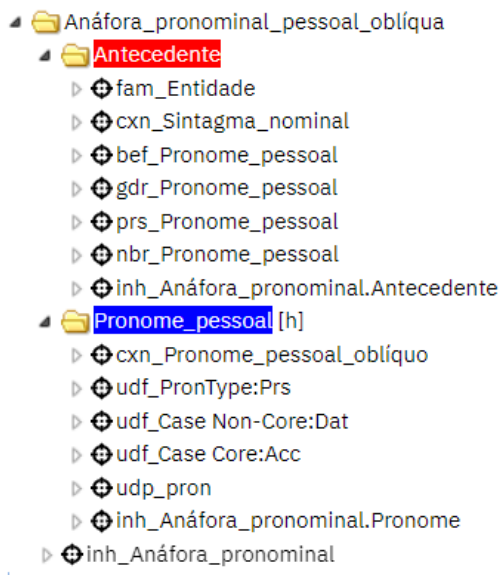 Anáfora_pronominal_pessoal_oblíqua
Antecedente
fam_Entidade
cxn_Sintagma_nominal
bef_Pronome_pessoal
gdr_Pronome_pessoal
prs_Pronome_pessoal
nbr_Pronome_pessoal
inh_Anáfora_pronominal.Antecedente
Pronome_pessoal [h]
cxn_Pronome_pessoal_oblíquo
udf_PronType:Prs
udf_Case Non-Core:Dat
udf_Case Core:Acc
udp_pron
inh_Anáfora_pronominal.Pronome
inh_Anáfora_pronominal